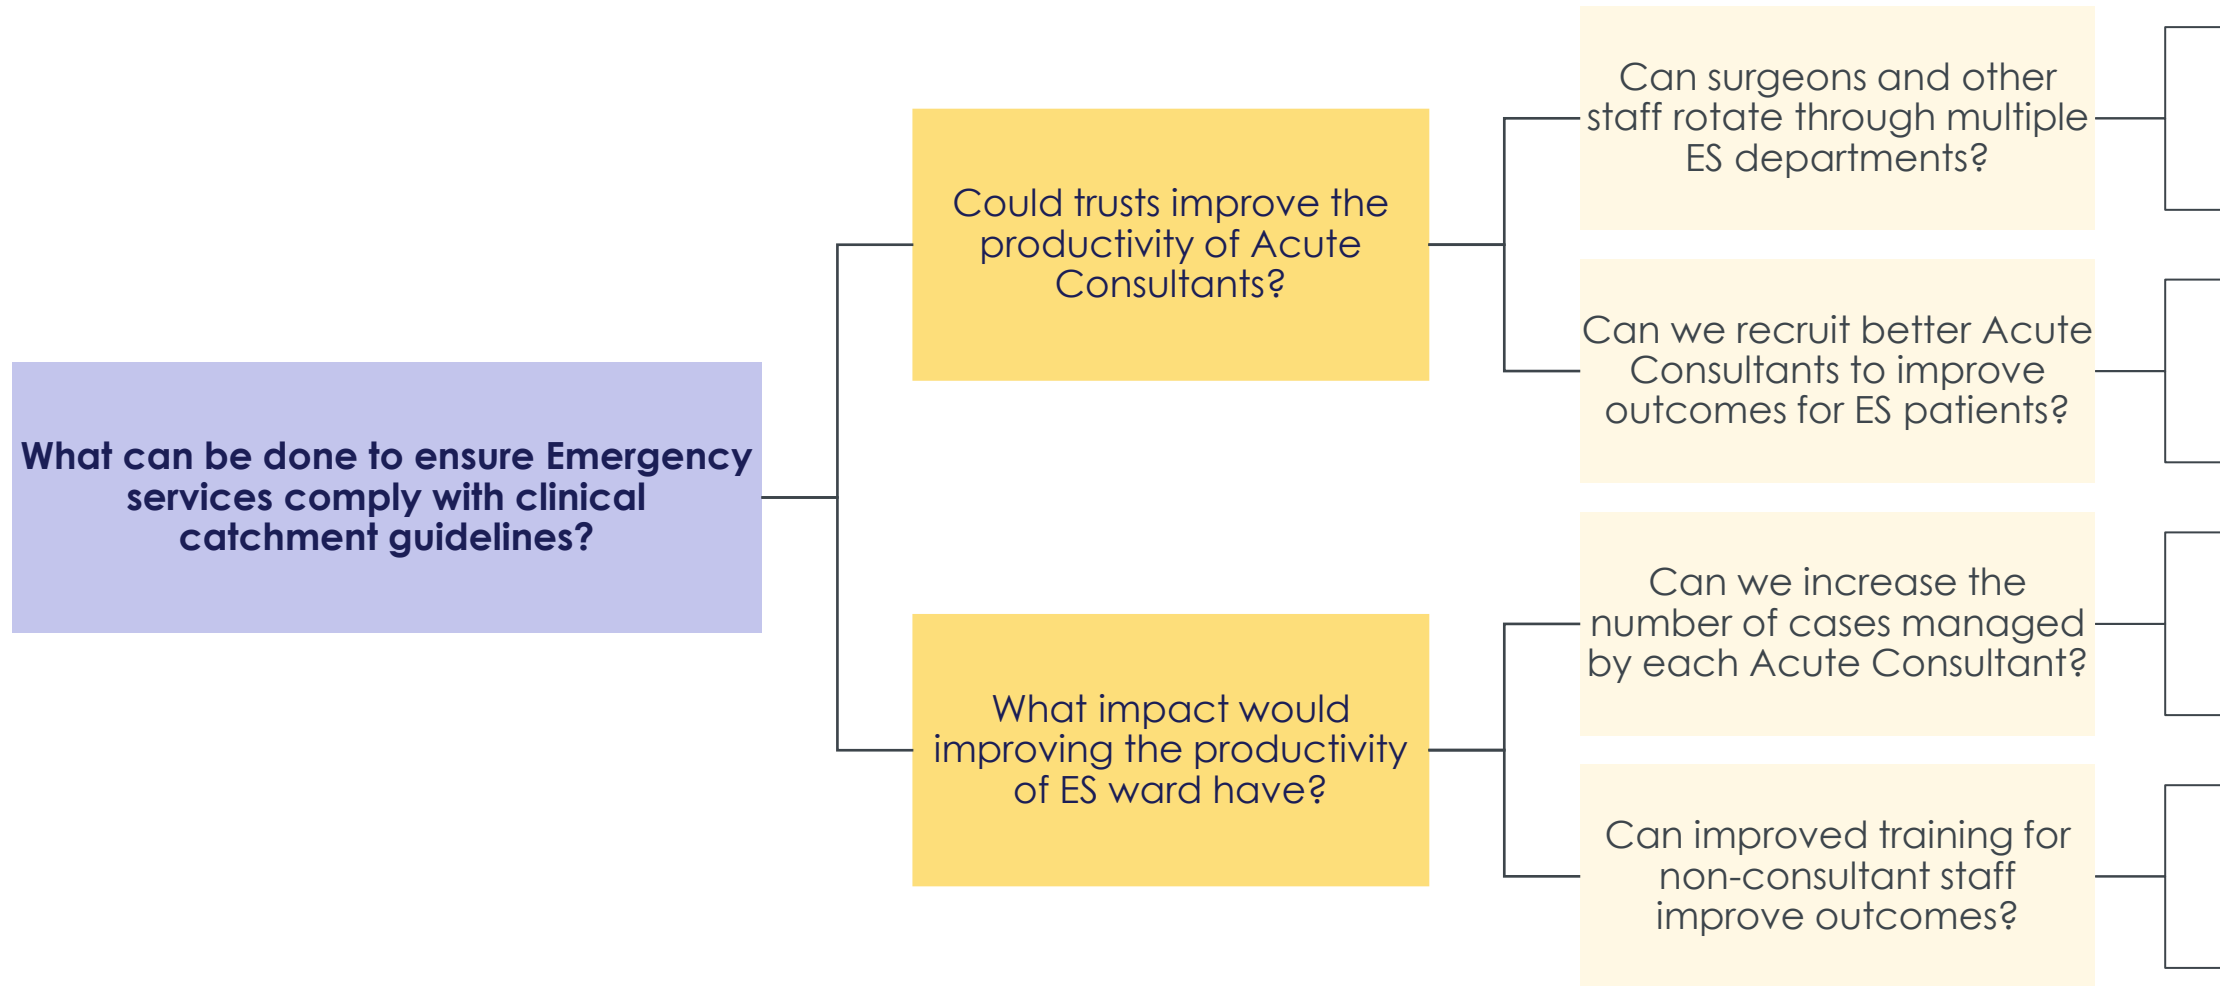 What can be done to ensure Emergency
services comply with clinical
catchment guidelines?
Could trusts improve the
productivity of Acute
Consultants?
What impact would
improving the productivity
of ES ward have?
Can surgeons and other
staff rotate through multiple
ES departments?
Can we recruit better Acute
Consultants to improve
outcomes for ES patients?
Can we increase the
number of cases managed
by each Acute Consultant?
Can improved training for
non-consultant staff
improve outcomes?